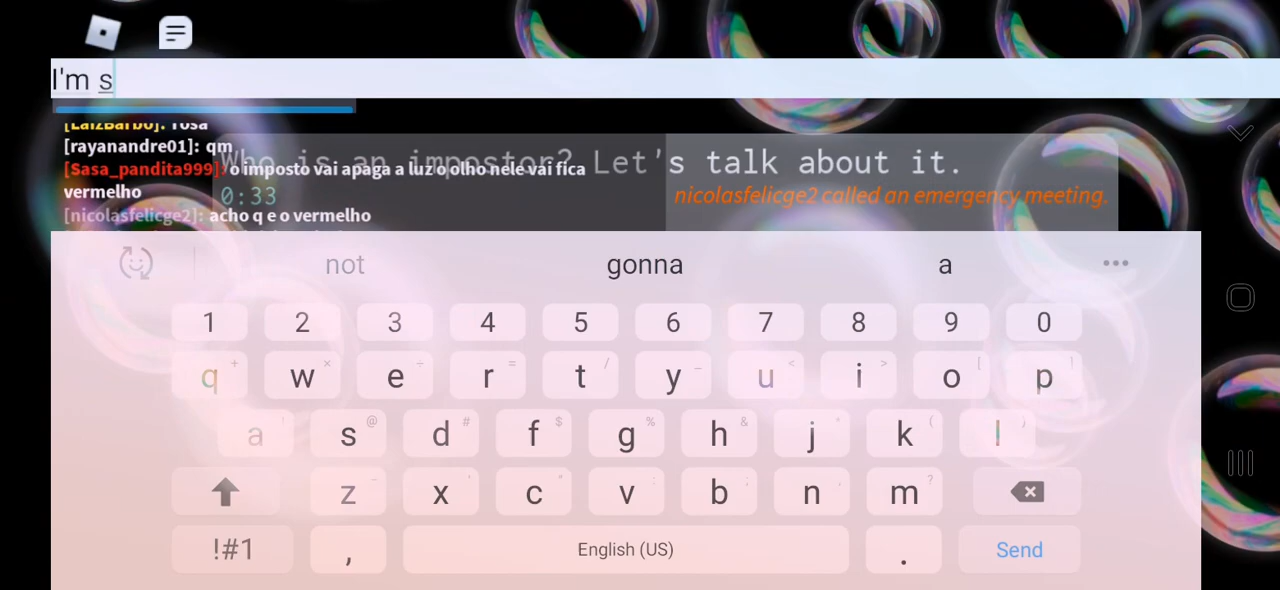 I'm s
[LaizBarbo]: rosa
[rayanandre01]: qm
Who is an impostor? Let's talk about it.
[Sasa_pandita999]: o imposto vai apaga a luz o olho nele vai fica
vermelho
0:33
nicolasfelicge2 called an emergency meeting.
[nicolasfelicge2]: acho q e o vermelho
not gonna a
1 2 3 4 5 6 7 8 9 0
q w e r t y u i o p
a s d f g h j k l
z x c v b n m
!#1 , English (US) . Send